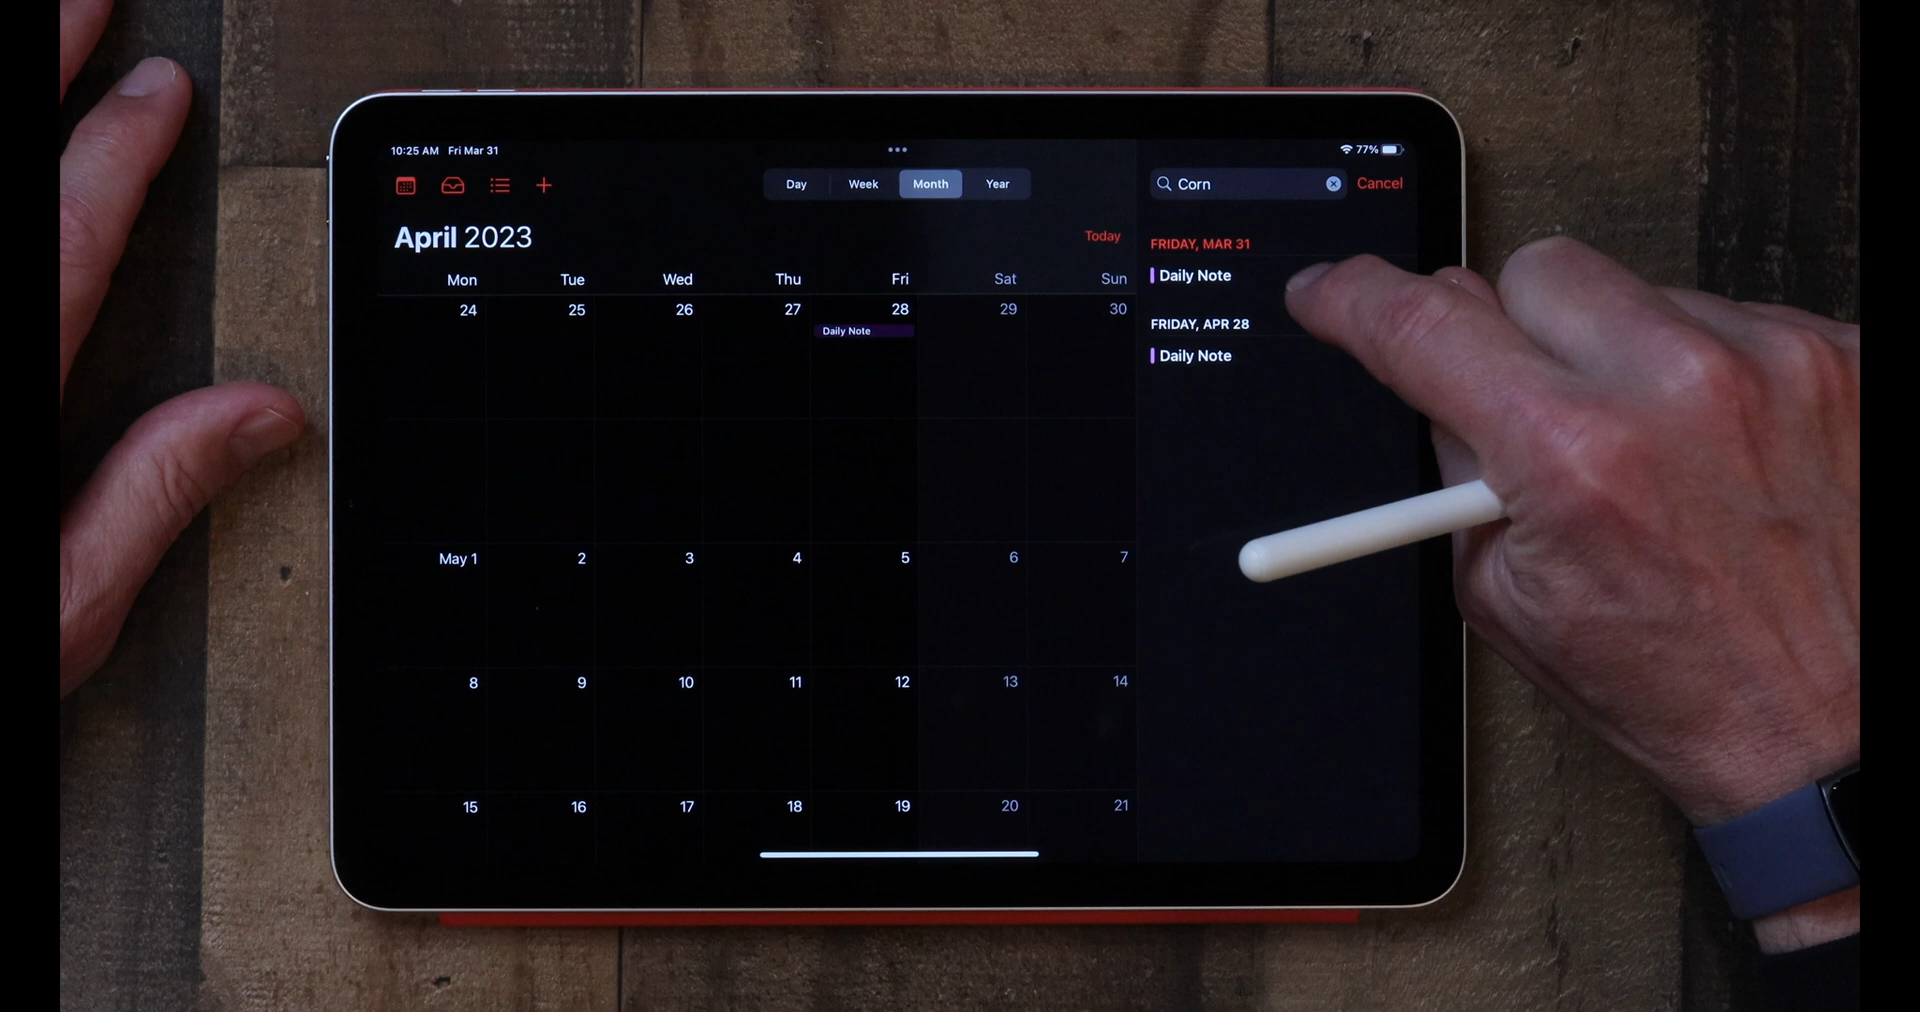 10:25 AM Fri Mar 31
77%
Day Week Month Year
Corn
Cancel
April 2023
Today
Mon Tue Wed Thu Fri Sat Sun
24 25 26 27 28 29 30
Daily Note
May 1 2 3 4 5 6 7
8 9 10 11 12 13 14
15 16 17 18 19 20 21
FRIDAY, MAR 31
Daily Note
FRIDAY, APR 28
Daily Note